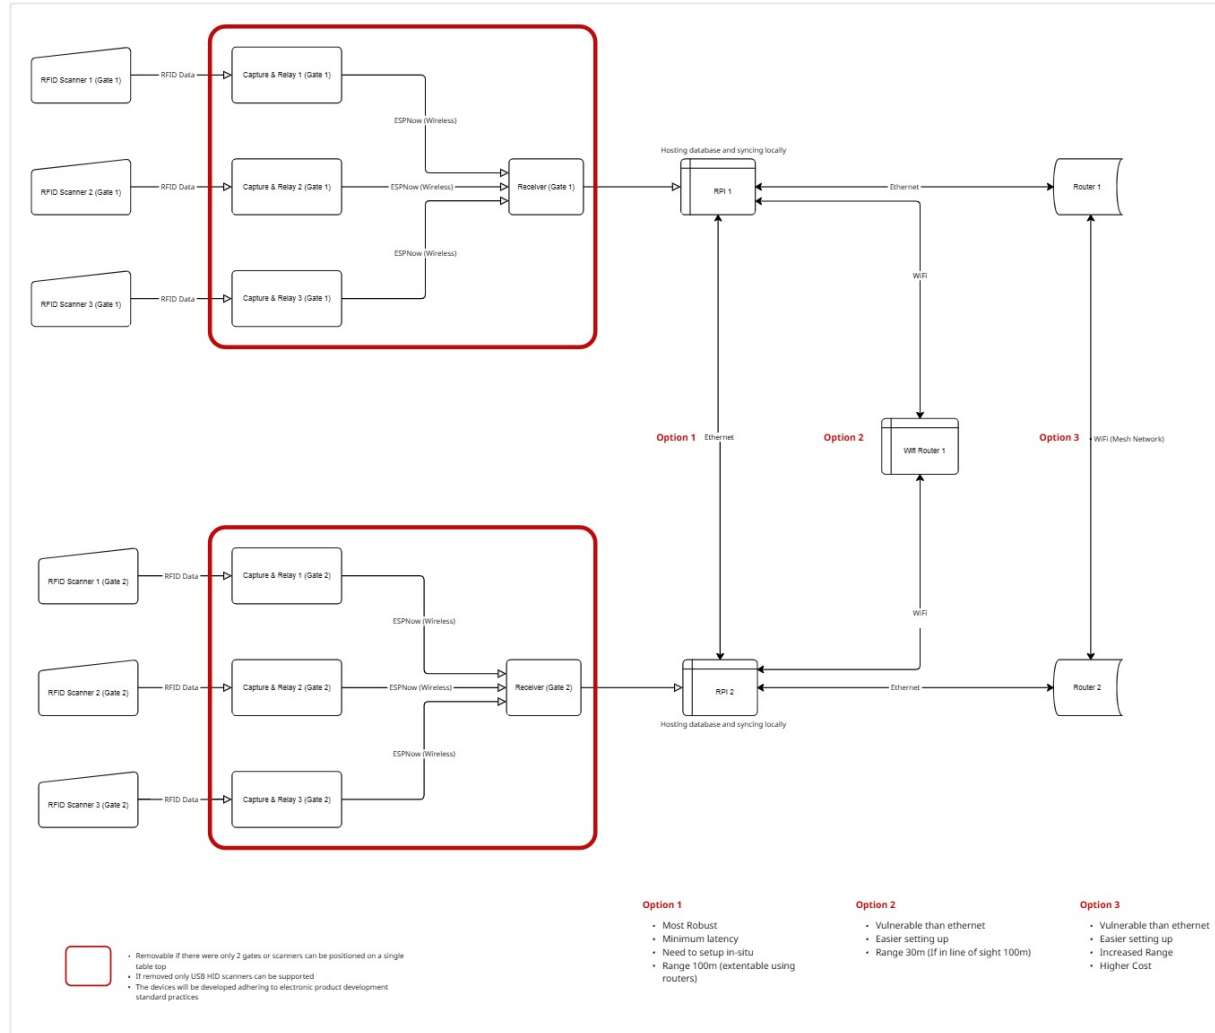 RFID Scanner 1 (Gate 1)
RFID Data
Capture & Relay 1 (Gate 1)
ESPNow (Wireless)
RFID Scanner 2 (Gate 1)
RFID Data
Capture & Relay 2 (Gate 1)
ESPNow (Wireless)
Receiver (Gate 1)
RFID Scanner 3 (Gate 1)
RFID Data
Capture & Relay 3 (Gate 1)
ESPNow (Wireless)
Hosting database and syncing locally
RPI 1
Ethernet
Router 1
WiFi
Option 1
Ethernet
Option 2
Wifi Router 1
Option 3
WiFi (Mesh Network)
WiFi
RFID Scanner 1 (Gate 2)
RFID Data
Capture & Relay 1 (Gate 2)
ESPNow (Wireless)
RFID Scanner 2 (Gate 2)
RFID Data
Capture & Relay 2 (Gate 2)
ESPNow (Wireless)
Receiver (Gate 2)
RFID Scanner 3 (Gate 2)
RFID Data
Capture & Relay 3 (Gate 2)
ESPNow (Wireless)
RPI 2
Hosting database and syncing locally
Ethernet
Router 2
Removable if there were only 2 gates or scanners can be positioned on a single
table top
If removed only USB HID scanners can be supported
The devices will be developed adhering to electronic product development
standard practices
Option 1
Most Robust
Minimum latency
Need to setup in-situ
Range 100m (extentable using
routers)
Option 2
Vulnerable than ethernet
Easier setting up
Range 30m (If in line of sight 100m)
Option 3
Vulnerable than ethernet
Easier setting up
Increased Range
Higher Cost